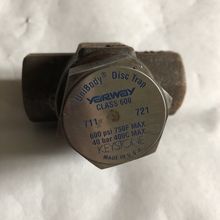 UniBody® Disc Trap
YARWAY
CLASS 600
711 721
600 psi 750F MAX
40 bar 400C MAX
KEYSTONE
MADE IN U.S.A.